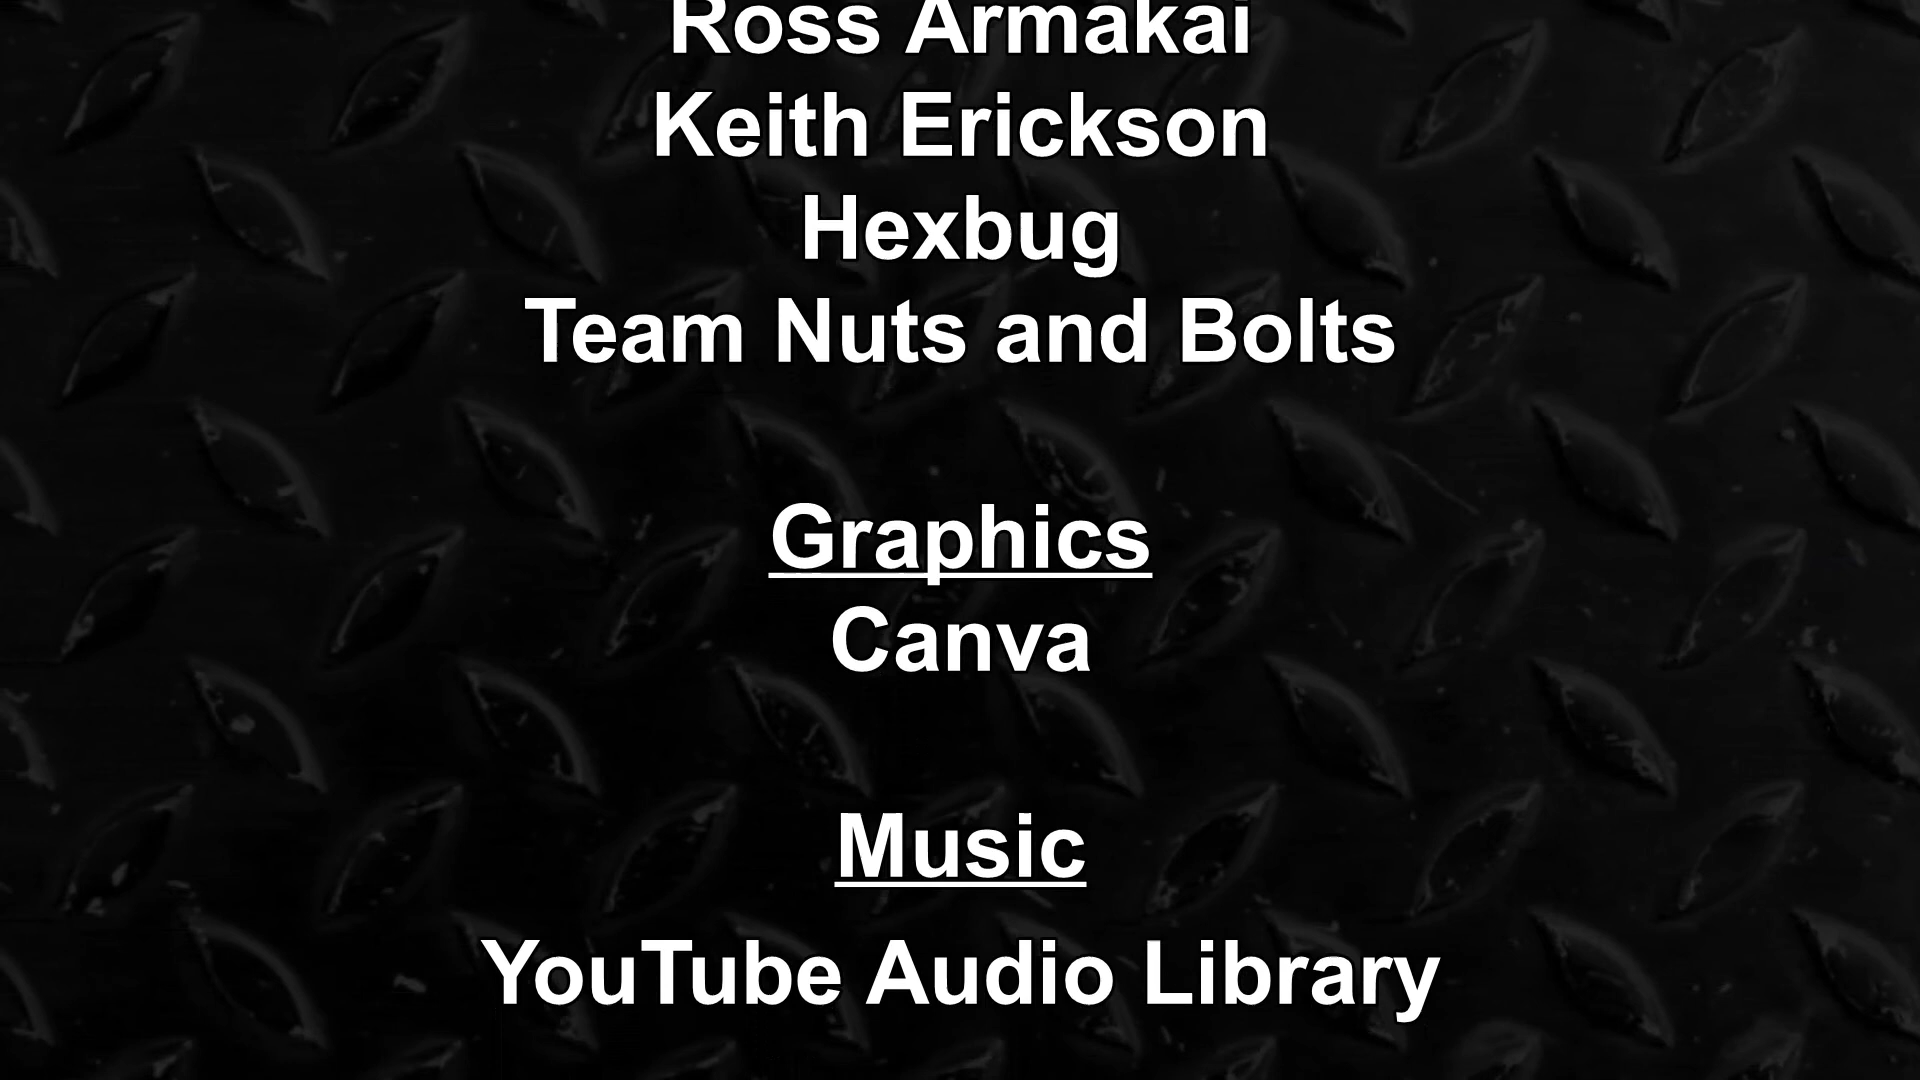 Ross Armakai
Keith Erickson
Hexbug
Team Nuts and Bolts
Graphics
Canva
Music
YouTube Audio Library